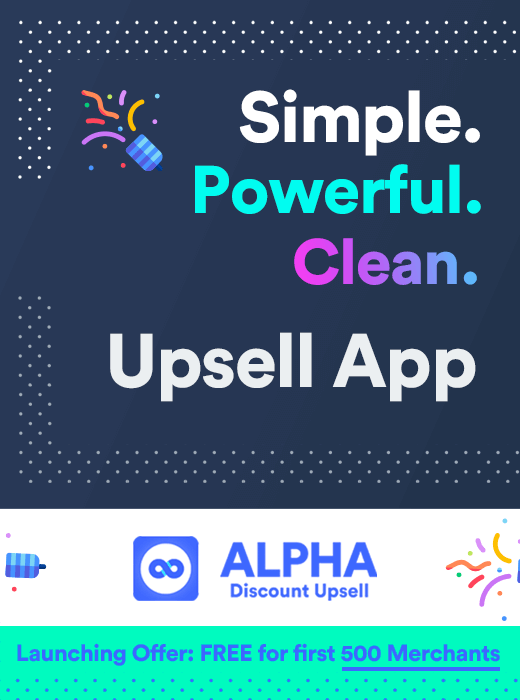 Simple.
Powerful.
Clean.
Upsell App
ALPHA
Discount Upsell
Launching Offer: FREE for first 500 Merchants